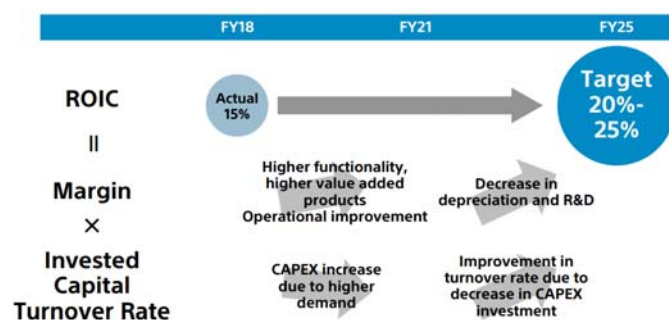 FY18 FY21 FY25
ROIC
Actual
15%
Target
20%-
25%
=
Margin
Higher functionality,
higher value added
products
Operational improvement
Decrease in
depreciation and R&D
×
Invested
Capital
Turnover Rate
CAPEX increase
due to higher
demand
Improvement in
turnover rate due to
decrease in CAPEX
investment